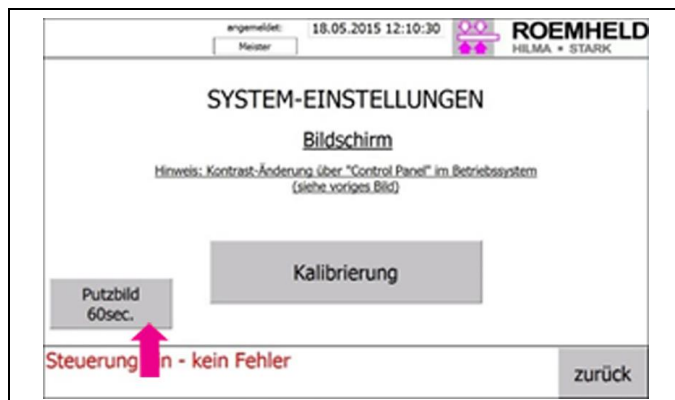 angemeldet:
18.05.2015 12:10:30
Meister
ROEMHELD
HILMA ▪ STARK
SYSTEM-EINSTELLUNGEN
Bildschirm
Hinweis: Kontrast-Änderung über "Control Panel" im Betriebssystem
(siehe voriges Bild)
Kalibrierung
Putzbild
60sec.
Steuerung - kein Fehler
zurück